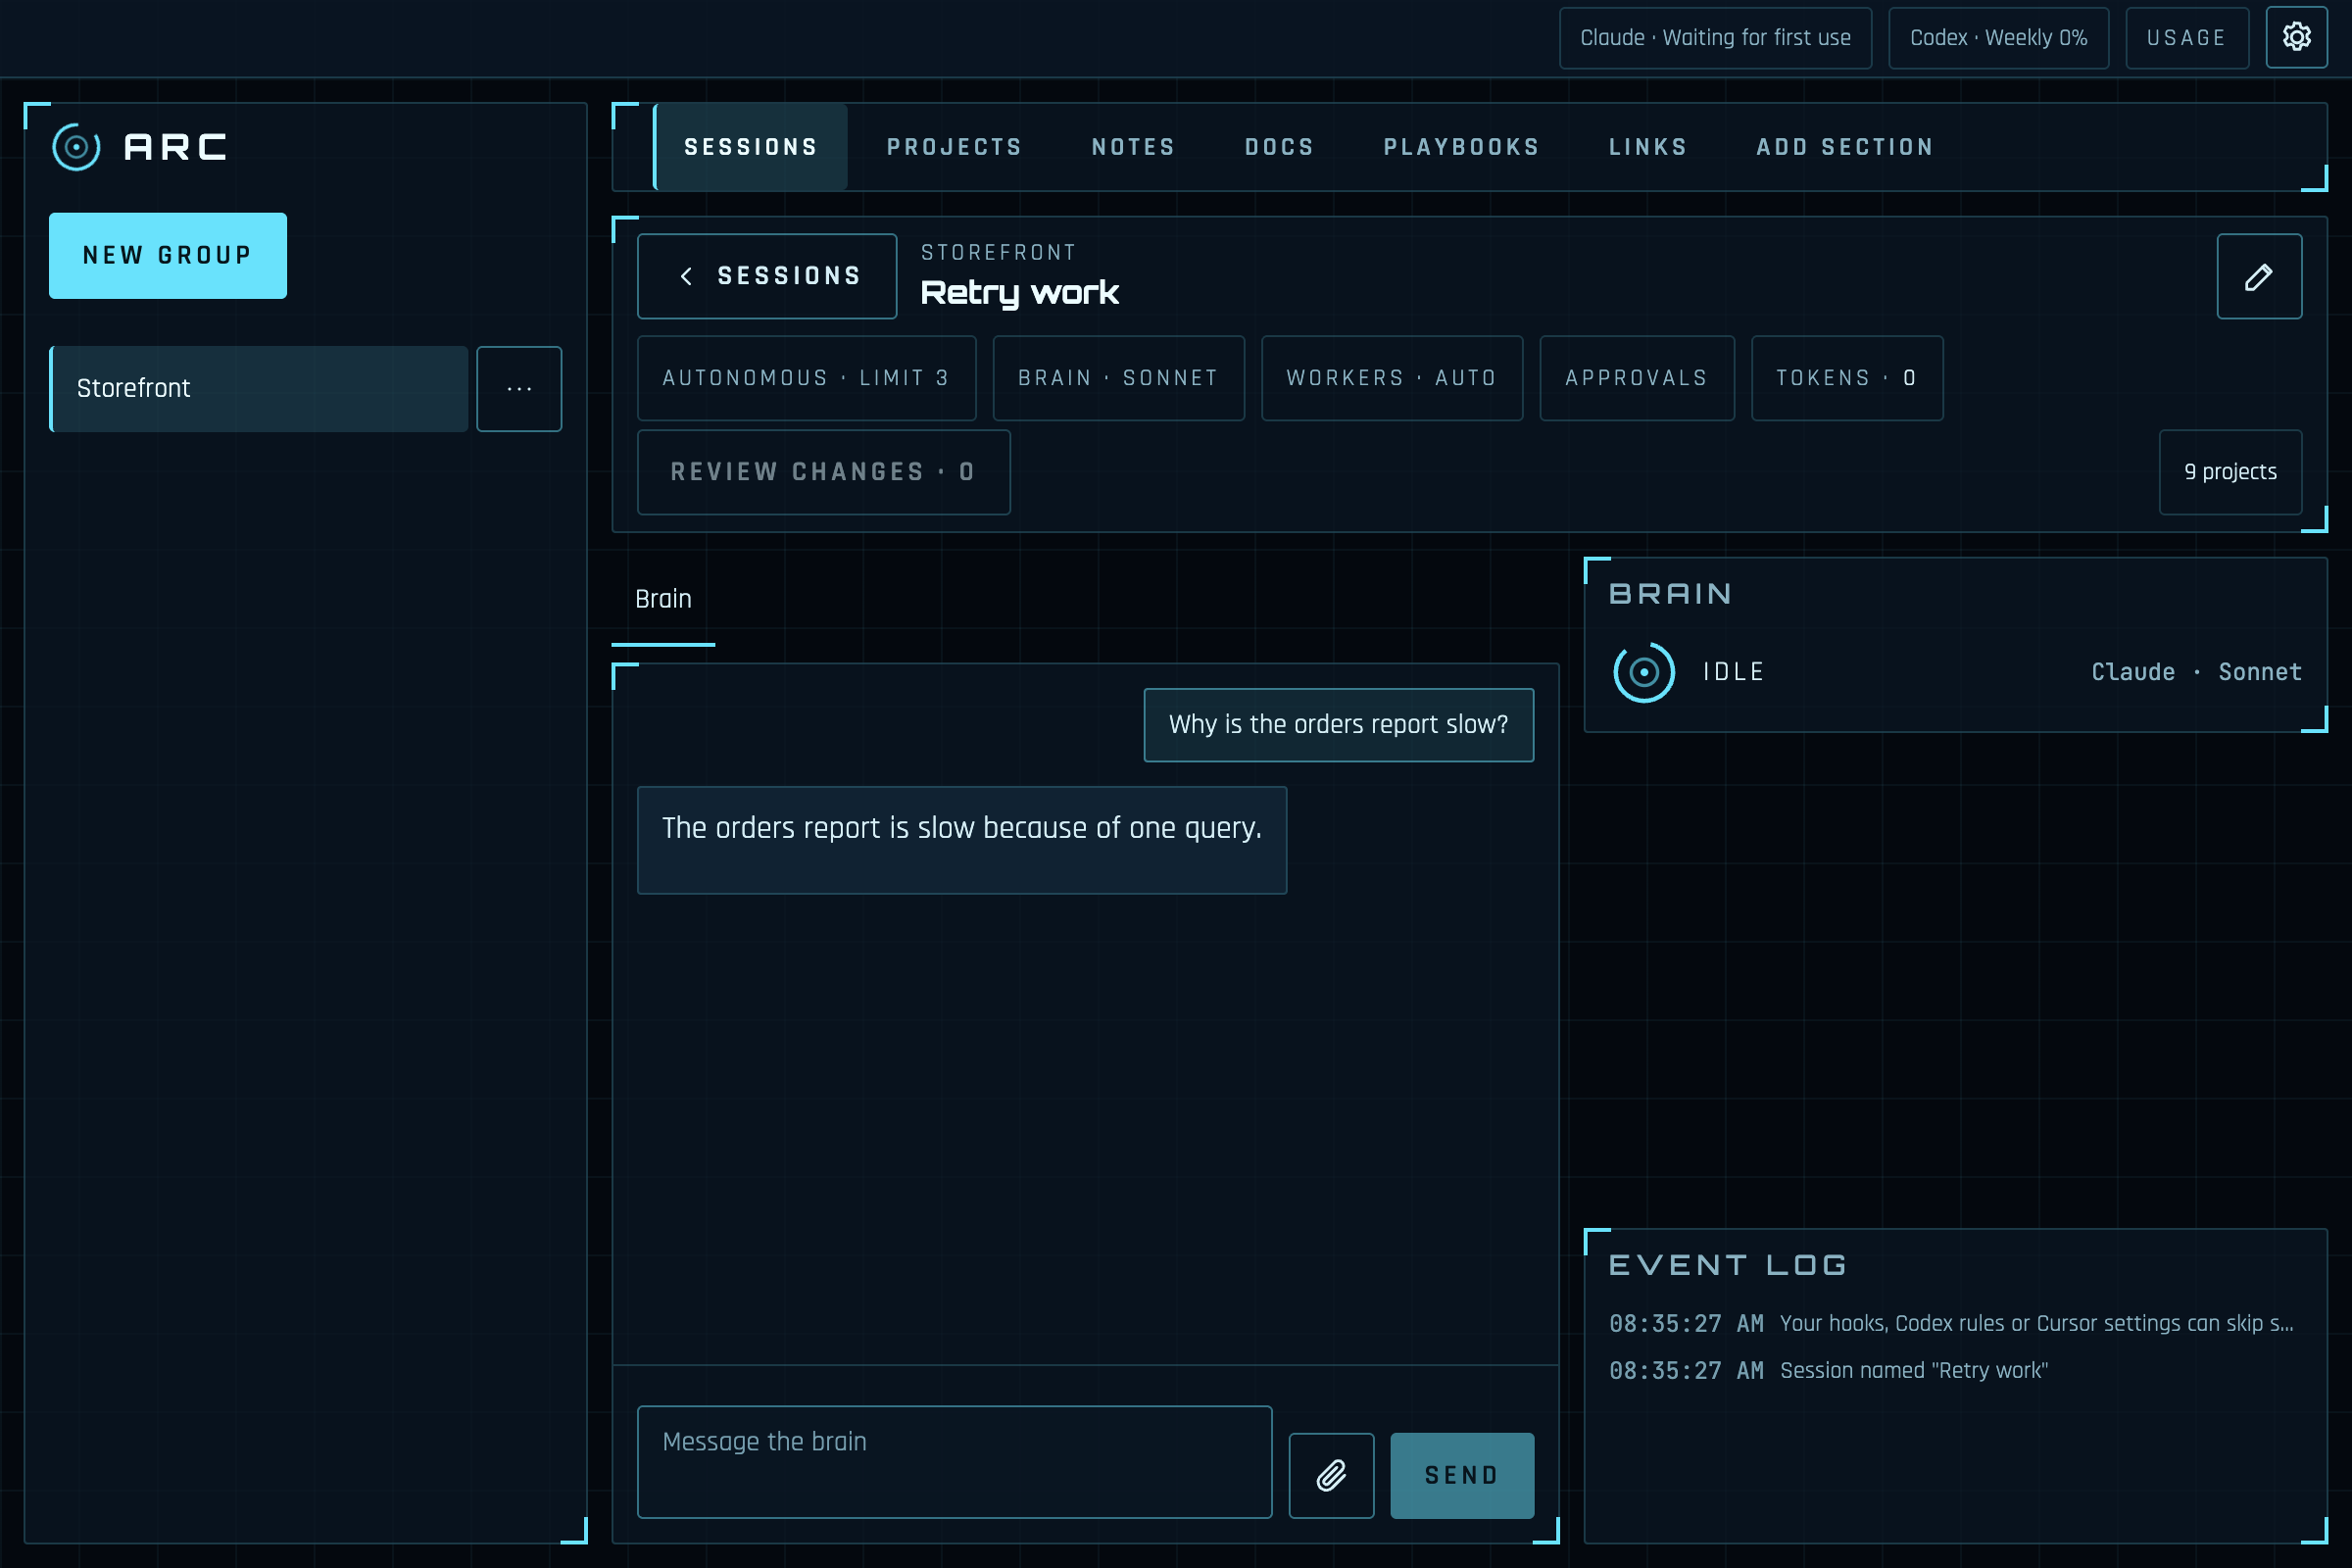 Claude · Waiting for first use
Codex · Weekly 0%
USAGE
ARC
NEW GROUP
Storefront
...
SESSIONS
PROJECTS
NOTES
DOCS
PLAYBOOKS
LINKS
ADD SECTION
SESSIONS
STOREFRONT
Retry work
AUTONOMOUS · LIMIT 3
BRAIN · SONNET
WORKERS · AUTO
APPROVALS
TOKENS · 0
REVIEW CHANGES · 0
9 projects
Brain
Why is the orders report slow?
The orders report is slow because of one query.
Message the brain
SEND
BRAIN
IDLE
Claude · Sonnet
EVENT LOG
08:35:27 AM Your hooks, Codex rules or Cursor settings can skip s...
08:35:27 AM Session named "Retry work"